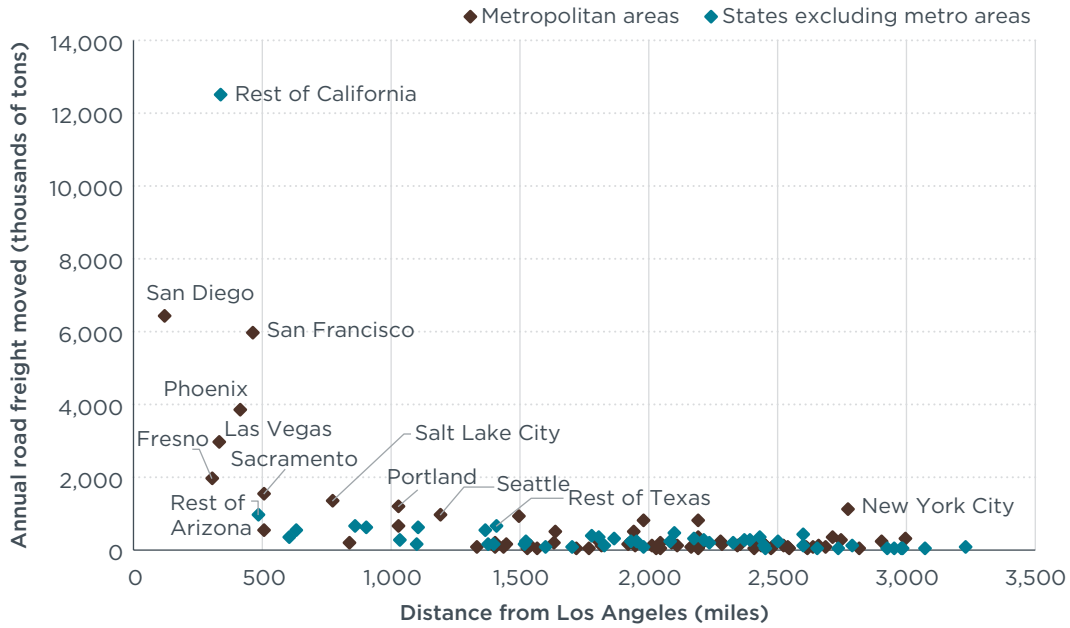 Metropolitan areas States excluding metro areas
Annual road freight moved (thousands of tons)
14,000
12,000
10,000
8,000
6,000
4,000
2,000
0
Rest of California
San Diego
San Francisco
Phoenix
Las Vegas
Fresno
Sacramento
Salt Lake City
Portland
Seattle
Rest of
Arizona
Rest of Texas
New York City
0 500 1,000 1,500 2,000 2,500 3,000 3,500
Distance from Los Angeles (miles)